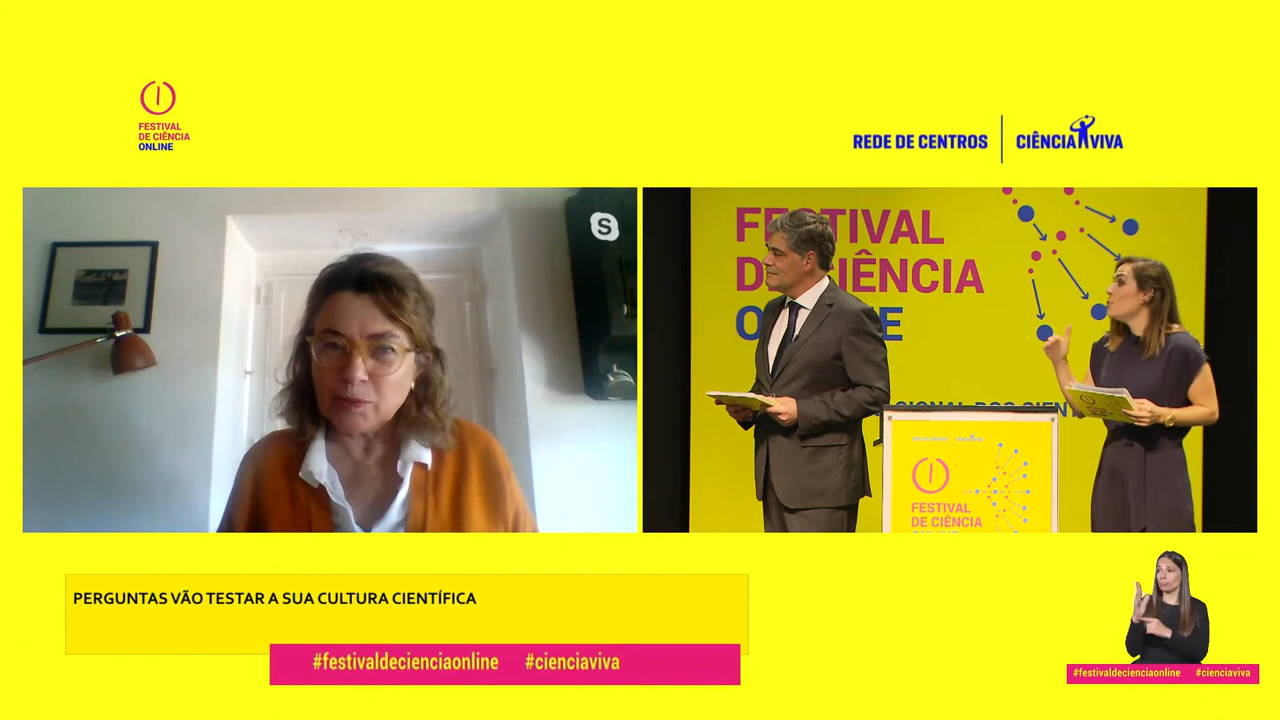 FESTIVAL
DE CIÊNCIA
ONLINE
REDE DE CENTROS
CIÊNCIA VIVA
S
FESTIVAL
DE CIÊNCIA
FESTIVAL
DE CIÊNCIA
PERGUNTAS VÃO TESTAR A SUA CULTURA CIENTÍFICA
#festivaldecienciaonline #cienciaviva
#festivaldecienciaonline #cienciaviva